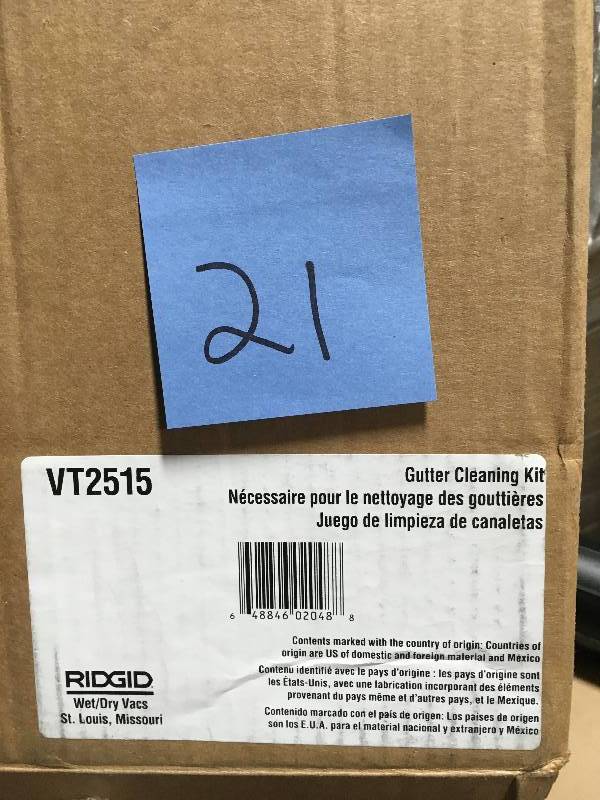 21
VT2515
Gutter Cleaning Kit
Nécessaire pour le nettoyage des gouttières
Juego de limpieza de canaletas
6 48846 02048 8
Contents marked with the country of origin: Countries of
origin are US of domestic and foreign material and Mexico
Contenu identifié avec le pays d'origine : les pays d'origine sont
les États-Unis, avec une fabrication incorporant des éléments
provenant du pays même et d'autres pays, et le Mexique.
Contenido marcado con el país de origen: Los países de origen
son los E.U.A. para el material nacional y extranjero y México
RIDGID
Wet/Dry Vacs
St. Louis, Missouri